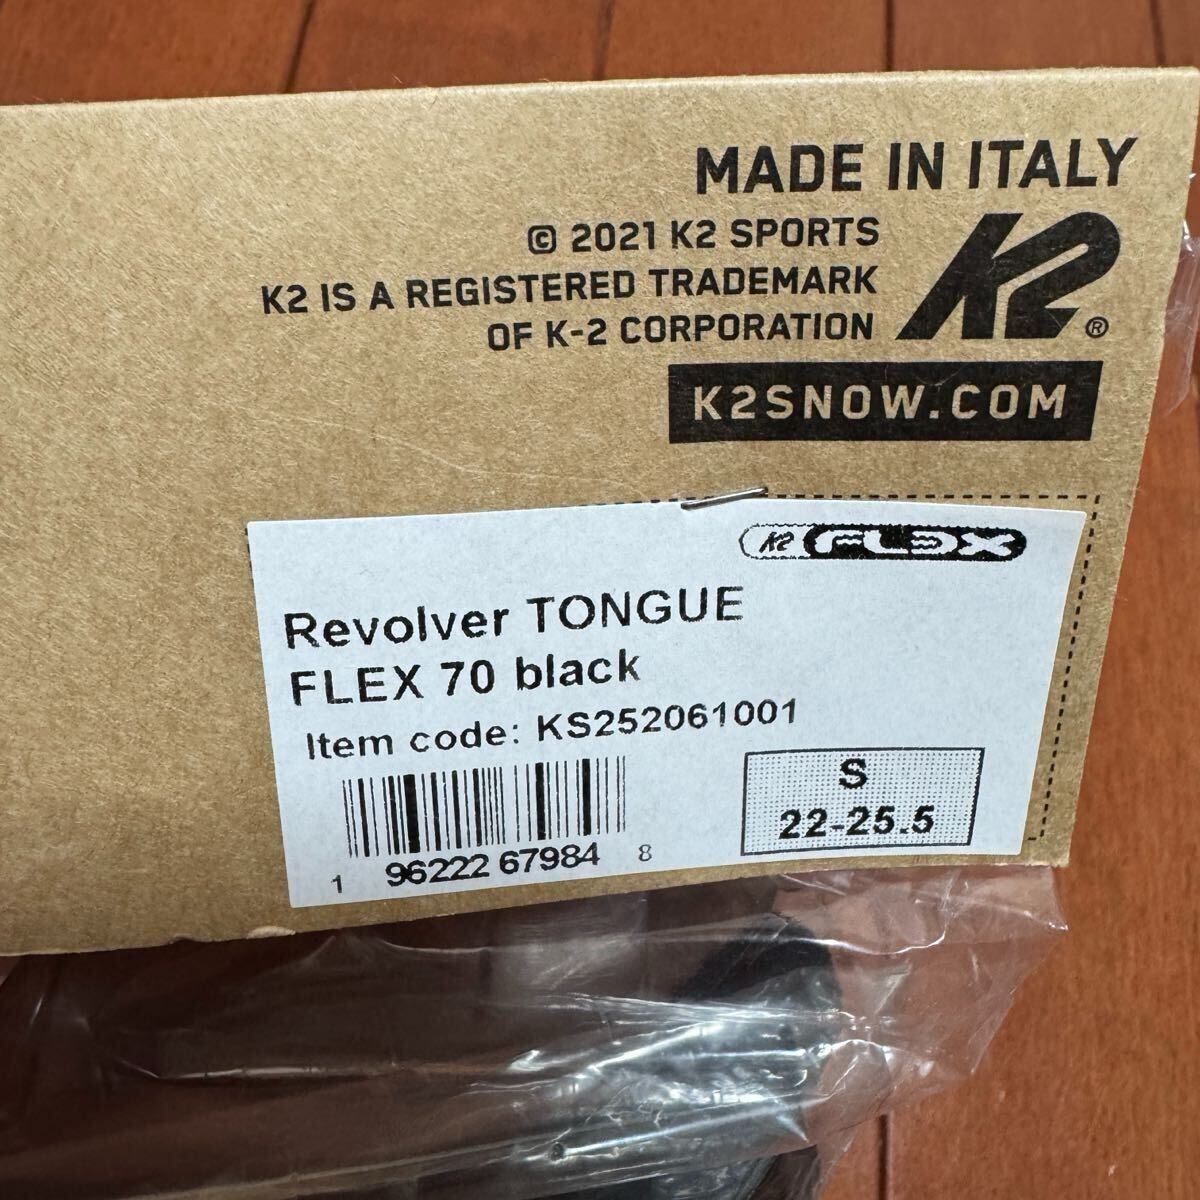 MADE IN ITALY
© 2021 K2 SPORTS
K2 IS A REGISTERED TRADEMARK
OF K-2 CORPORATION
K2®
K2SNOW.COM
K2 FLEX
Revolver TONGUE
FLEX 70 black
Item code: KS252061001
S
22-25.5
1 96222 67984 8